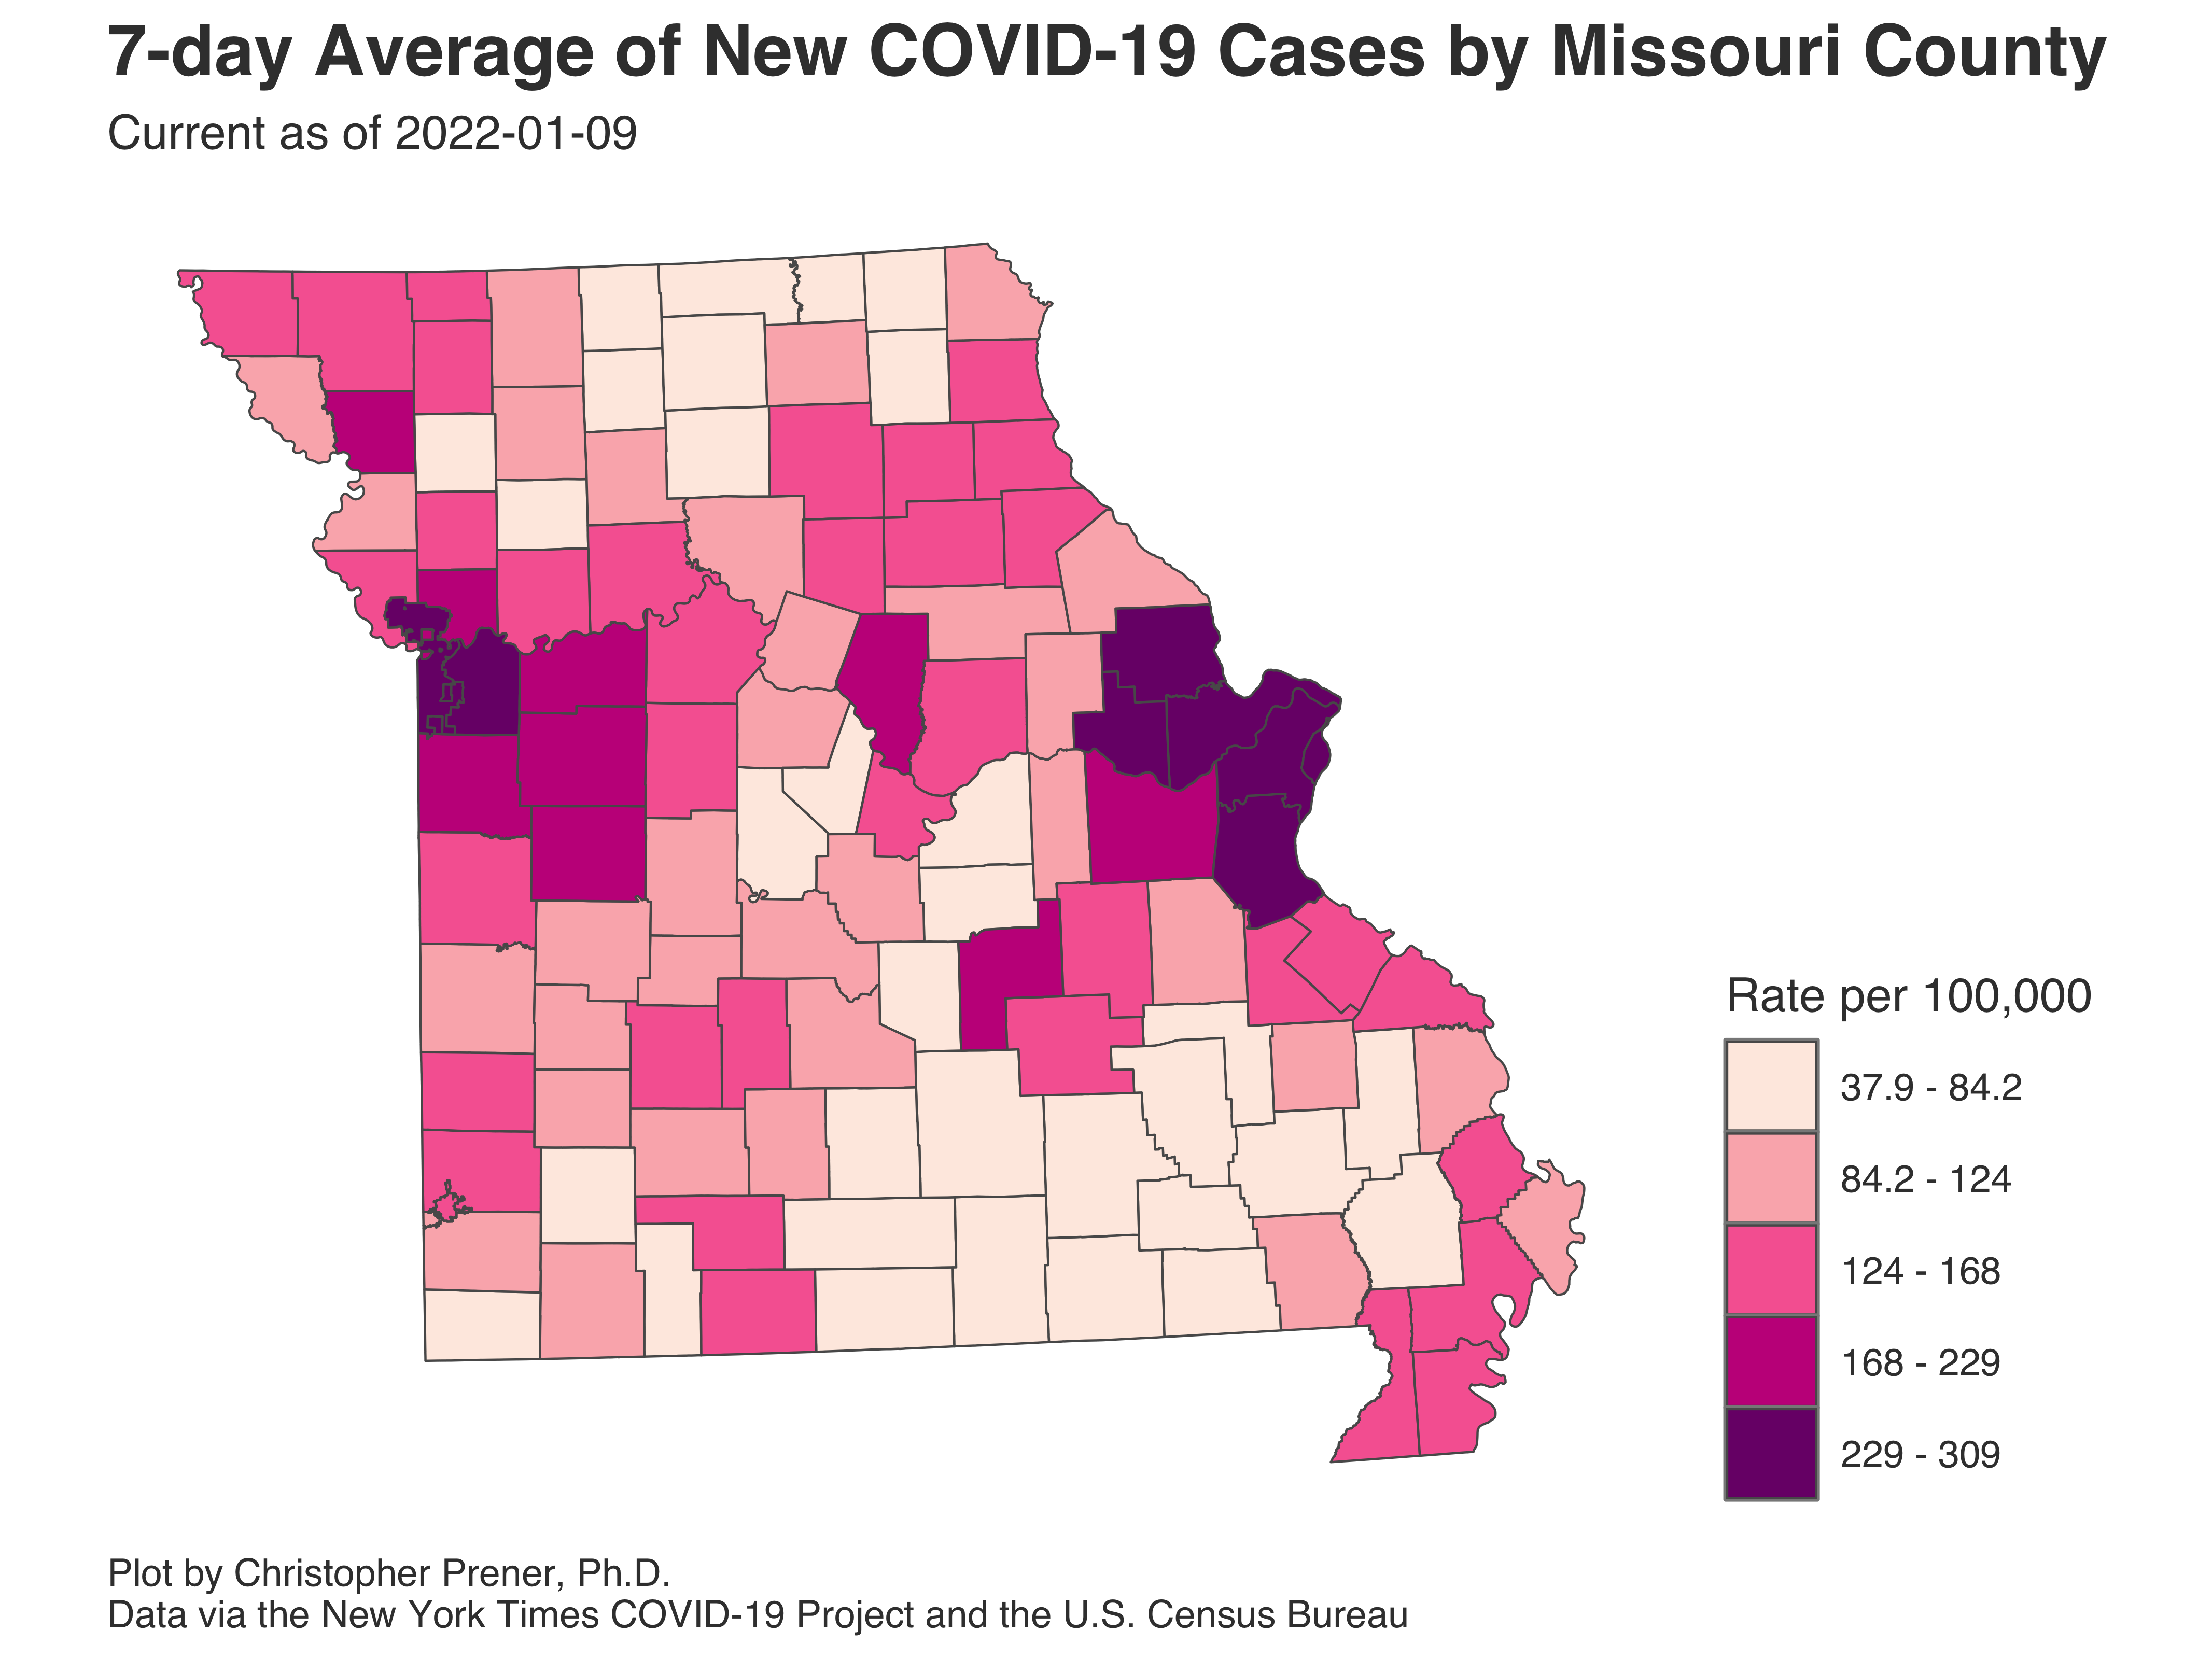 7-day Average of New COVID-19 Cases by Missouri County
Current as of 2022-01-09
Rate per 100,000
37.9 - 84.2
84.2 - 124
124 - 168
168 - 229
229 - 309
Plot by Christopher Prener, Ph.D.
Data via the New York Times COVID-19 Project and the U.S. Census Bureau